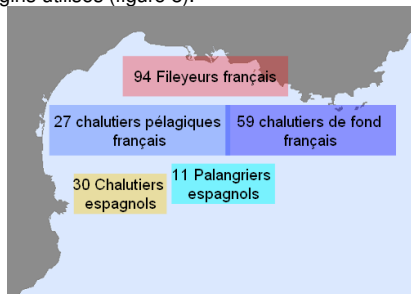 engins utilisés (figure 3).
94 Fileyeurs français
27 chalutiers pélagiques
français
59 chalutiers de fond
français
30 Chalutiers
espagnols
11 Palangriers
espagnols